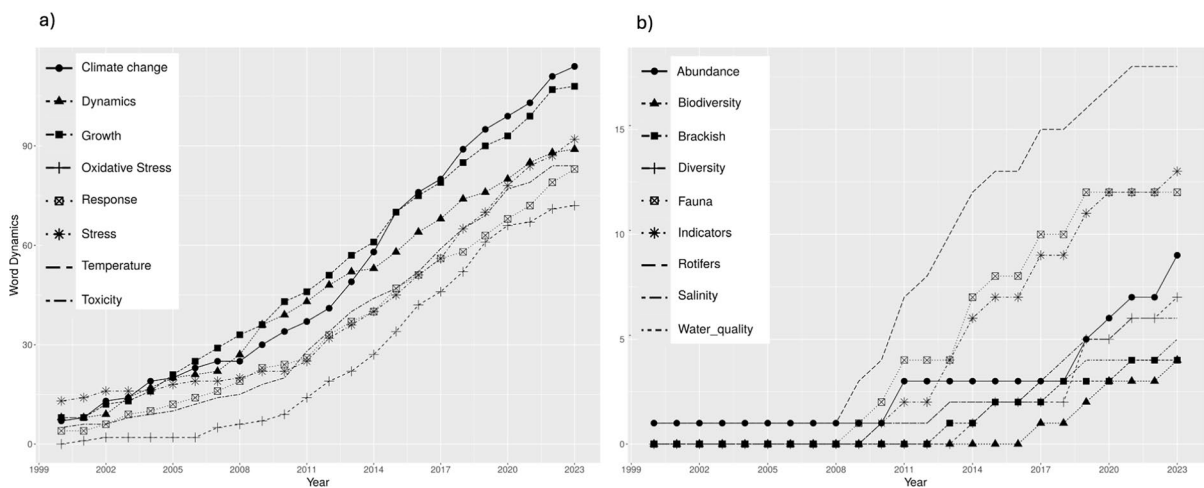 a)
Climate change
Dynamics
Growth
Oxidative Stress
Response
Stress
Temperature
Toxicity
90
60
30
0
Word Dynamics
1999 2002 2005 2008 2011 2014 2017 2020 2023
Year
b)
Abundance
Biodiversity
Brackish
Diversity
Fauna
Indicators
Rotifers
Salinity
Water_quality
15
10
5
0
1999 2002 2005 2008 2011 2014 2017 2020 2023
Year